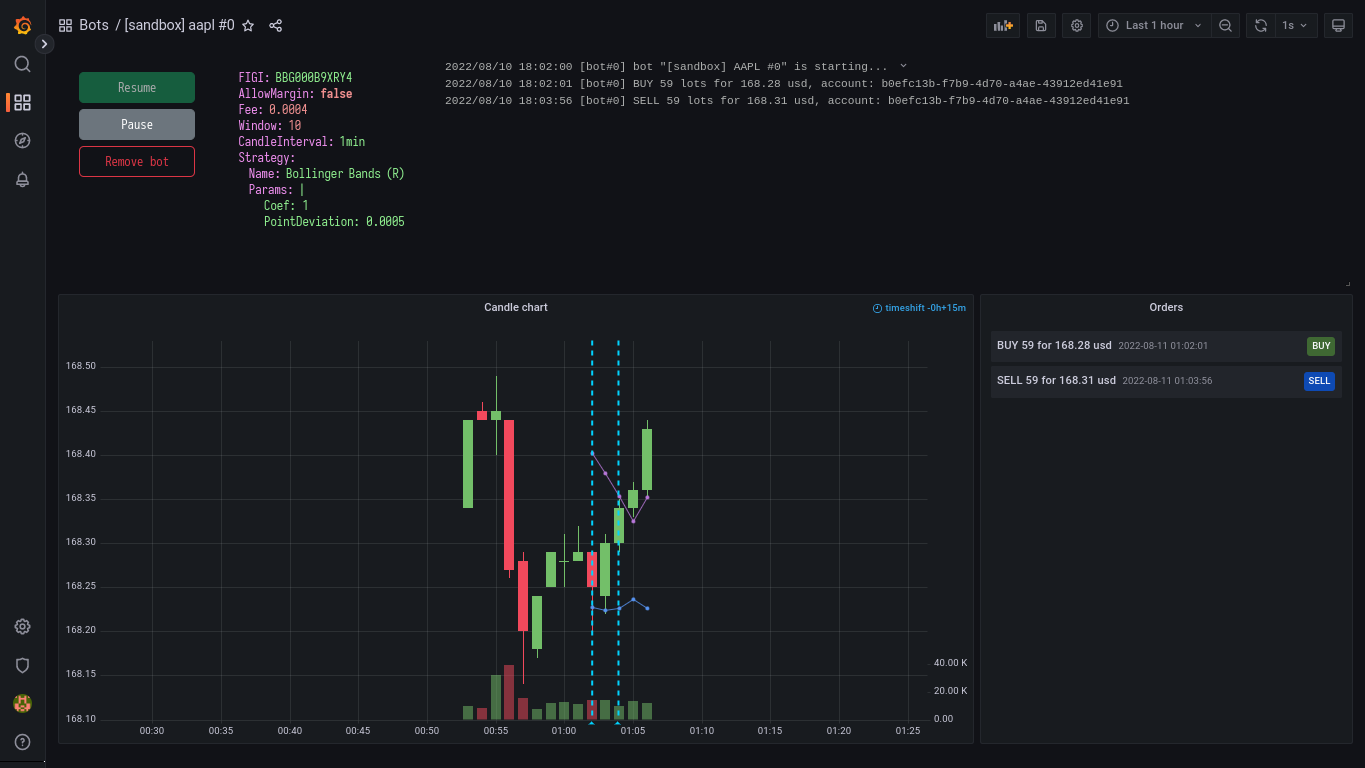 Bots / [sandbox] aapl #0
Last 1 hour
1s
Resume
Pause
Remove bot
FIGI: BBG000B9XRY4
AllowMargin: false
Fee: 0.0004
Window: 10
CandleInterval: 1min
Strategy:
Name: Bollinger Bands (R)
Params: |
Coef: 1
PointDeviation: 0.0005
2022/08/10 18:02:00 [bot#0] bot "[sandbox] AAPL #0" is starting...
2022/08/10 18:02:01 [bot#0] BUY 59 lots for 168.28 usd, account: b0efc13b-f7b9-4d70-a4ae-43912ed41e91
2022/08/10 18:03:56 [bot#0] SELL 59 lots for 168.31 usd, account: b0efc13b-f7b9-4d70-a4ae-43912ed41e91
Candle chart
timeshift -0h+15m
168.50
168.45
168.40
168.35
168.30
168.25
168.20
168.15
168.10
40.00 K
20.00 K
0.00
00:30 00:35 00:40 00:45 00:50 00:55 01:00 01:05 01:10 01:15 01:20 01:25
Orders
BUY 59 for 168.28 usd 2022-08-11 01:02:01 BUY
SELL 59 for 168.31 usd 2022-08-11 01:03:56 SELL